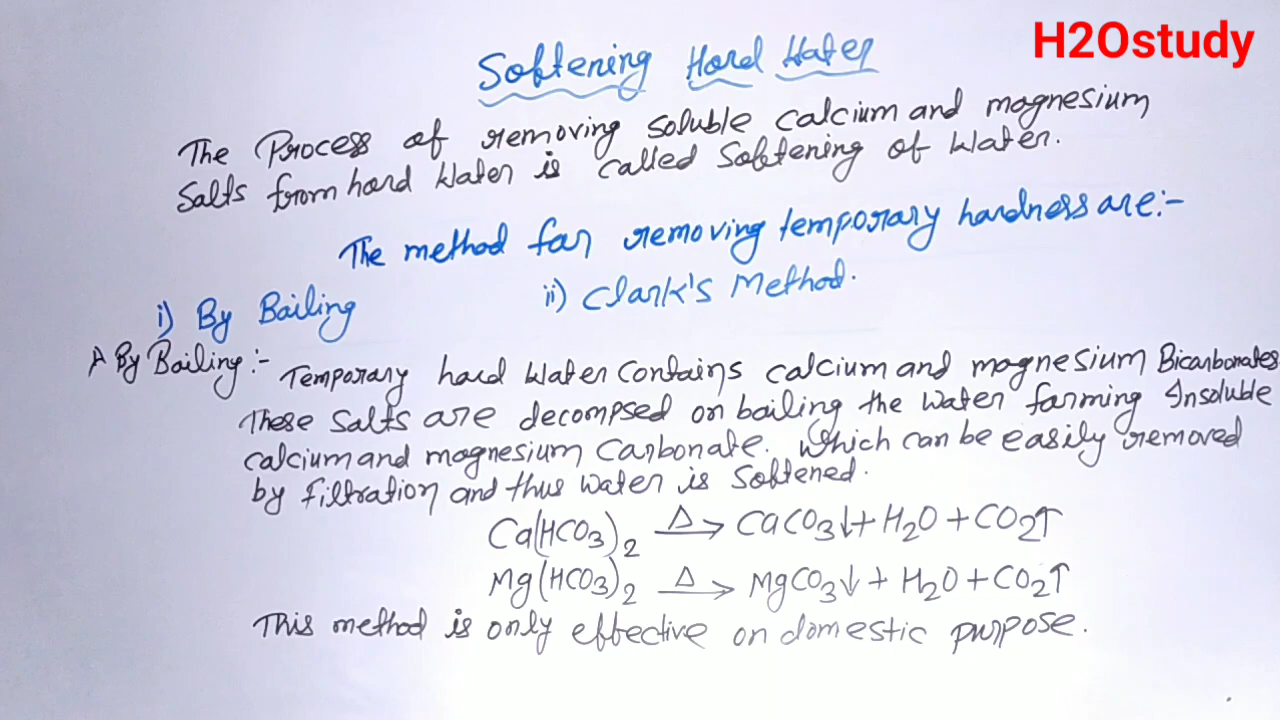 H2Ostudy
Softening Hard Water
The Process of removing soluble calcium and magnesium
Salts from hard Water is called Softening of Water.
The method for removing temporary hardness are:-
i) By Boiling
ii) Clark's Method.
A By Boiling :- Temporary hard Water contains calcium and magnesium Bicarbonates
These Salts are decompsed on boiling the water forming Insoluble
calcium and magnesium Carbonate. Which can be easily removed
by filtration and thus water is softened.
Ca(HCO3)2 —Δ→ CaCO3↓ + H2O + CO2↑
Mg(HCO3)2 —Δ→ MgCO3↓ + H2O + CO2↑
This method is only effective on domestic purpose.